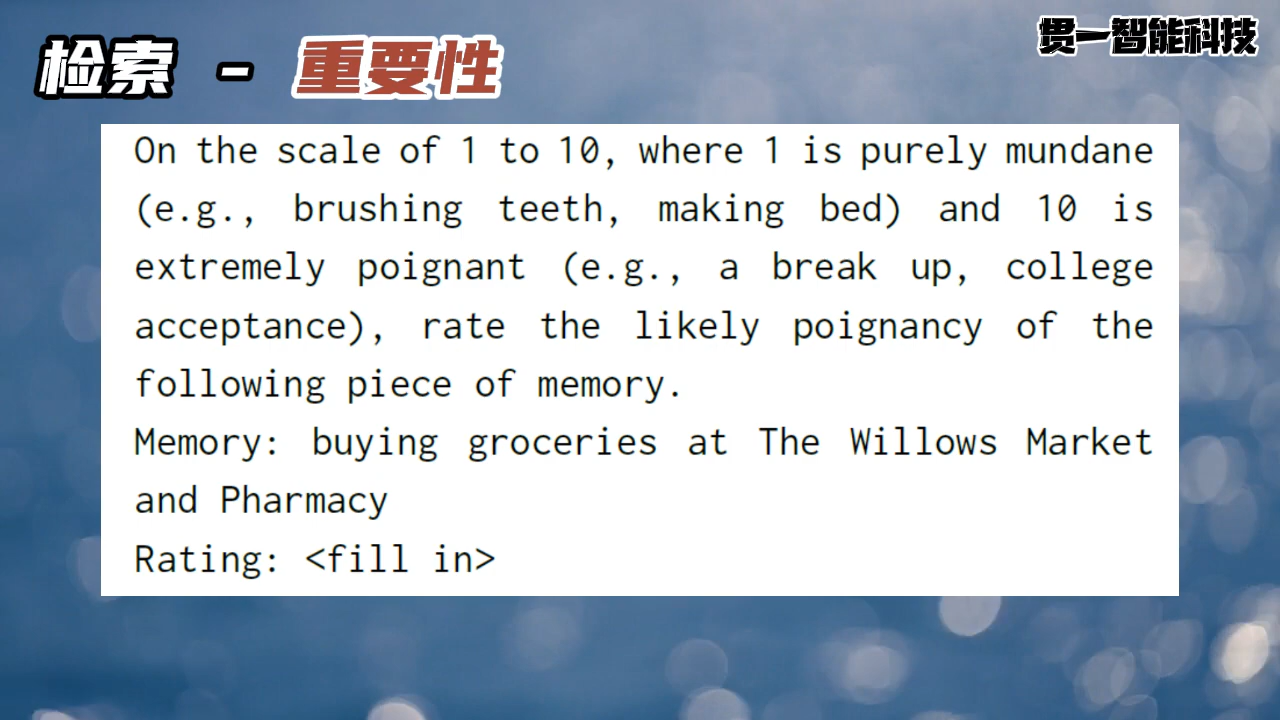 检索 - 重要性
贯一智能科技
On the scale of 1 to 10, where 1 is purely mundane
(e.g., brushing teeth, making bed) and 10 is
extremely poignant (e.g., a break up, college
acceptance), rate the likely poignancy of the
following piece of memory.
Memory: buying groceries at The Willows Market
and Pharmacy
Rating: <fill in>